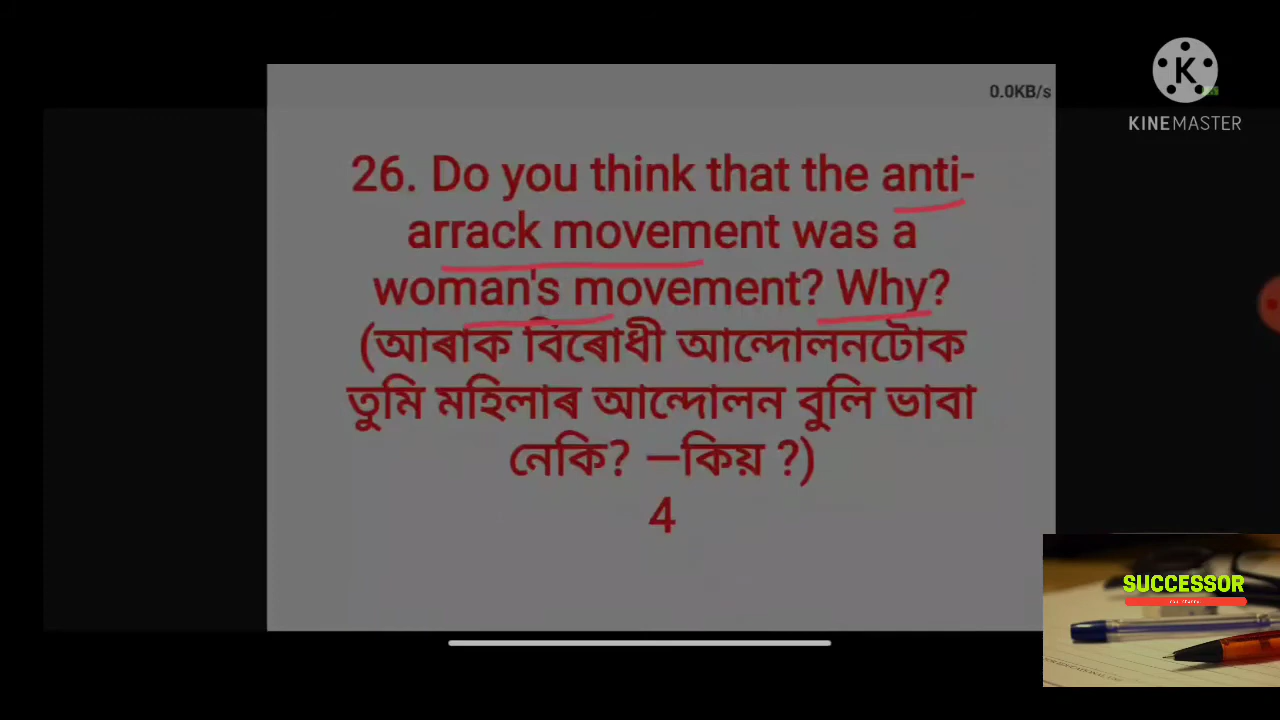 0.0KB/s
KINEMASTER
26. Do you think that the anti-
arrack movement was a
woman's movement? Why?
(আৰাক বিৰোধী আন্দোলনটোক
তুমি মহিলাৰ আন্দোলন বুলি ভাবা
নেকি? —কিয় ?)
4
SUCCESSOR